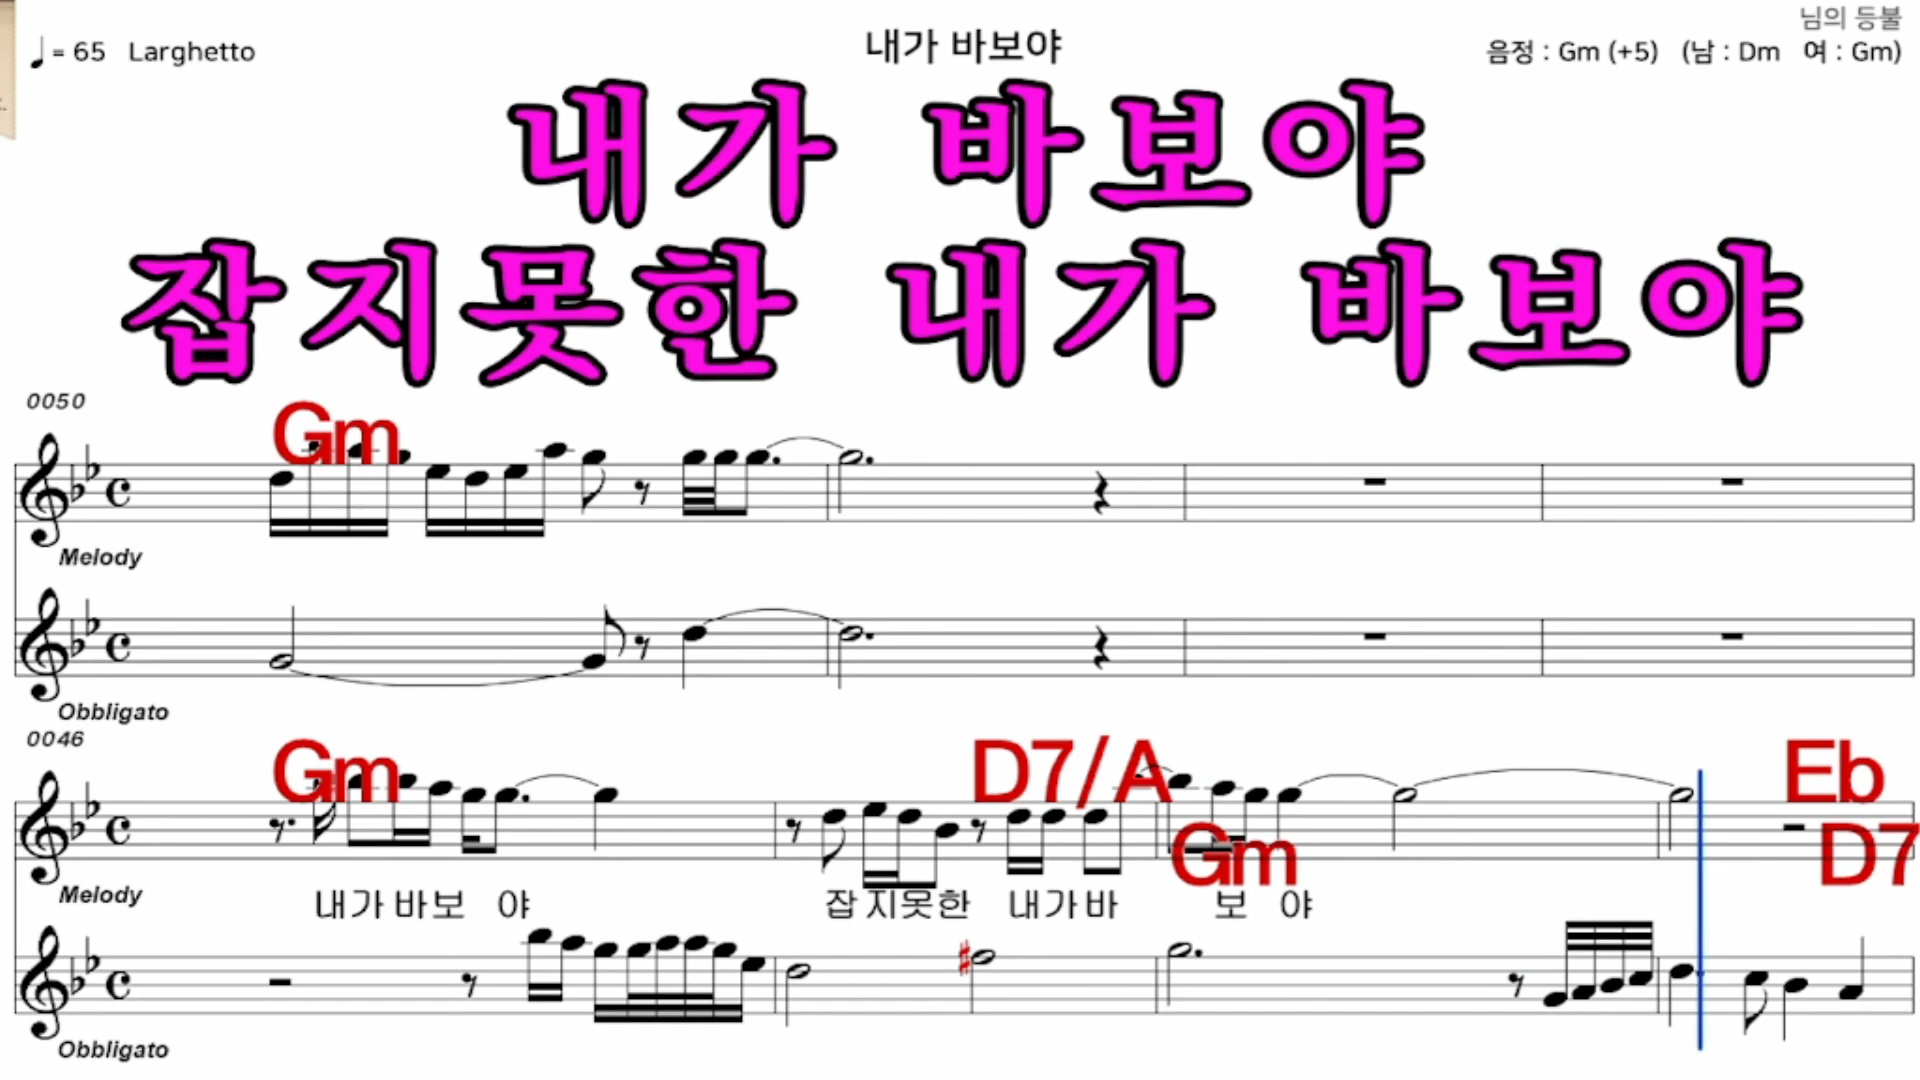 님의 등불
♩= 65 Larghetto
내가 바보야
음정 : Gm (+5) (남 : Dm 여 : Gm)
내가 바보야
잡지못한 내가 바보야
0050
Gm
Melody
Obbligato
0046
Gm D7/A Gm Eb D7
Melody
내가 바보 야 잡지못한 내가바 보 야
Obbligato